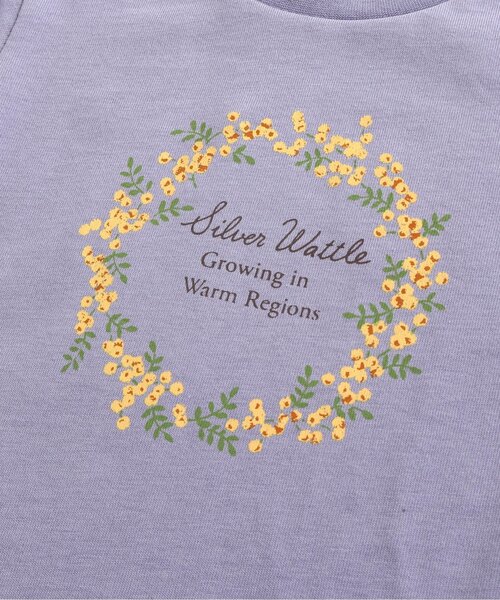 Silver Wattle
Growing in
Warm Regions